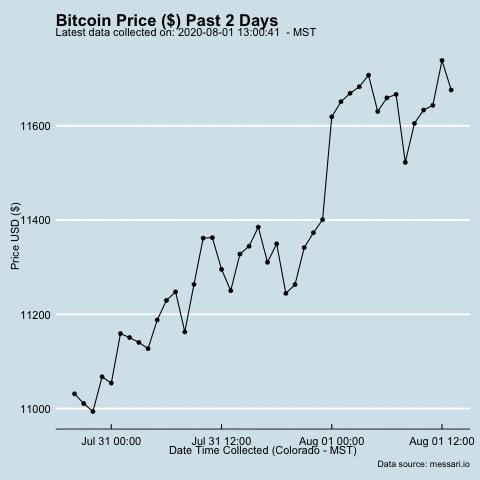 Bitcoin Price ($) Past 2 Days
Latest data collected on: 2020-08-01 13:00:41  - MST
Price USD ($)
11600
11400
11200
11000
Jul 31 00:00
Jul 31 12:00
Aug 01 00:00
Aug 01 12:00
Date Time Collected (Colorado - MST)
Data source: messari.io